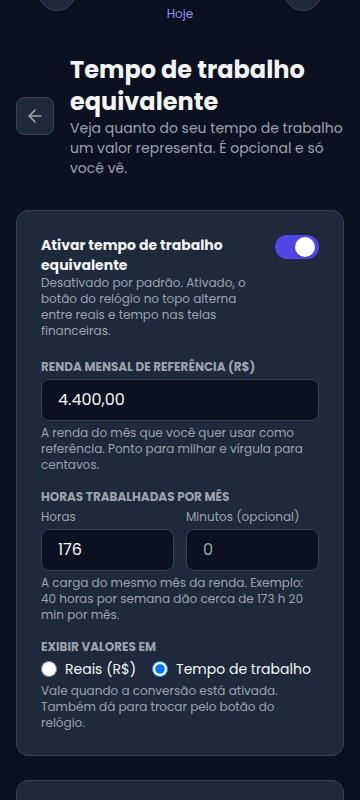 Hoje
Tempo de trabalho
equivalente
Veja quanto do seu tempo de trabalho
um valor representa. É opcional e só
você vê.
Ativar tempo de trabalho
equivalente
Desativado por padrão. Ativado, o
botão do relógio no topo alterna
entre reais e tempo nas telas
financeiras.
RENDA MENSAL DE REFERÊNCIA (R$)
4.400,00
A renda do mês que você quer usar como
referência. Ponto para milhar e vírgula para
centavos.
HORAS TRABALHADAS POR MÊS
Horas
Minutos (opcional)
176
0
A carga do mesmo mês da renda. Exemplo:
40 horas por semana dão cerca de 173 h 20
min por mês.
EXIBIR VALORES EM
Reais (R$)
Tempo de trabalho
Vale quando a conversão está ativada.
Também dá para trocar pelo botão do
relógio.